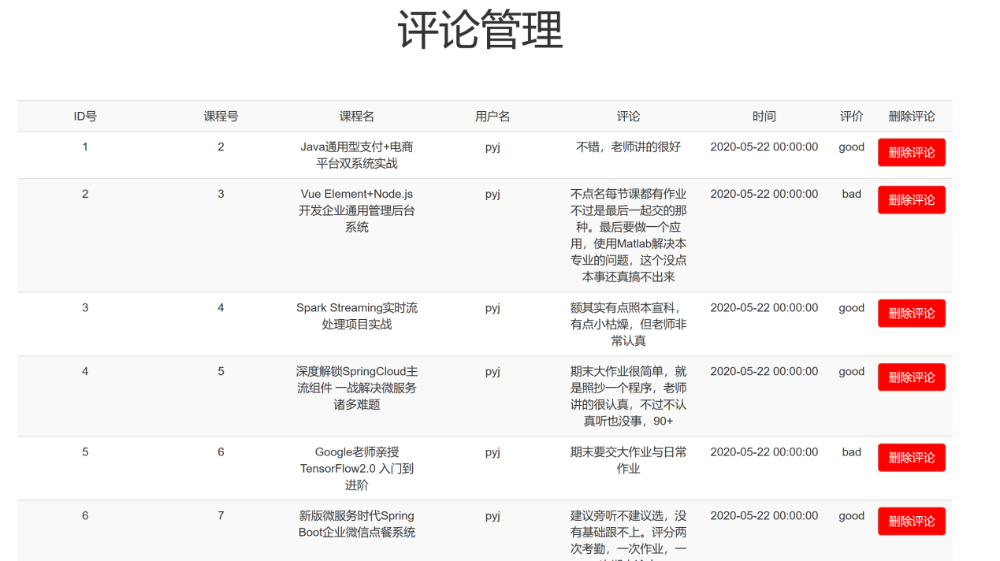 评论管理
ID号 课程号 课程名 用户名 评论 时间 评价 删除评论
1 2 Java通用型支付+电商 pyj 不错，老师讲的很好 2020-05-22 00:00:00 good 删除评论
平台双系统实战
2 3 Vue Element+Node.js pyj 不点名每节课都有作业 2020-05-22 00:00:00 bad 删除评论
开发企业通用管理后台 不过是最后一起交的那
系统 种。最后要做一个应
用，使用Matlab解决本
专业的问题，这个没点
本事还真搞不出来
3 4 Spark Streaming实时流 pyj 额其实有点照本宣科， 2020-05-22 00:00:00 good 删除评论
处理项目实战 有点小枯燥，但老师非
常认真
4 5 深度解锁SpringCloud主 pyj 期末大作业很简单，就 2020-05-22 00:00:00 good 删除评论
流组件 一战解决微服务 是照抄一个程序，老师
诸多难题 讲的很认真，不过不认
真听也没事，90+
5 6 Google老师亲授 pyj 期末要交大作业与日常 2020-05-22 00:00:00 bad 删除评论
TensorFlow2.0 入门到 作业
进阶
6 7 新版微服务时代Spring pyj 建议旁听不建议选，没 2020-05-22 00:00:00 good 删除评论
Boot企业微信点餐系统 有基础跟不上。评分两
次考勤，一次作业，一